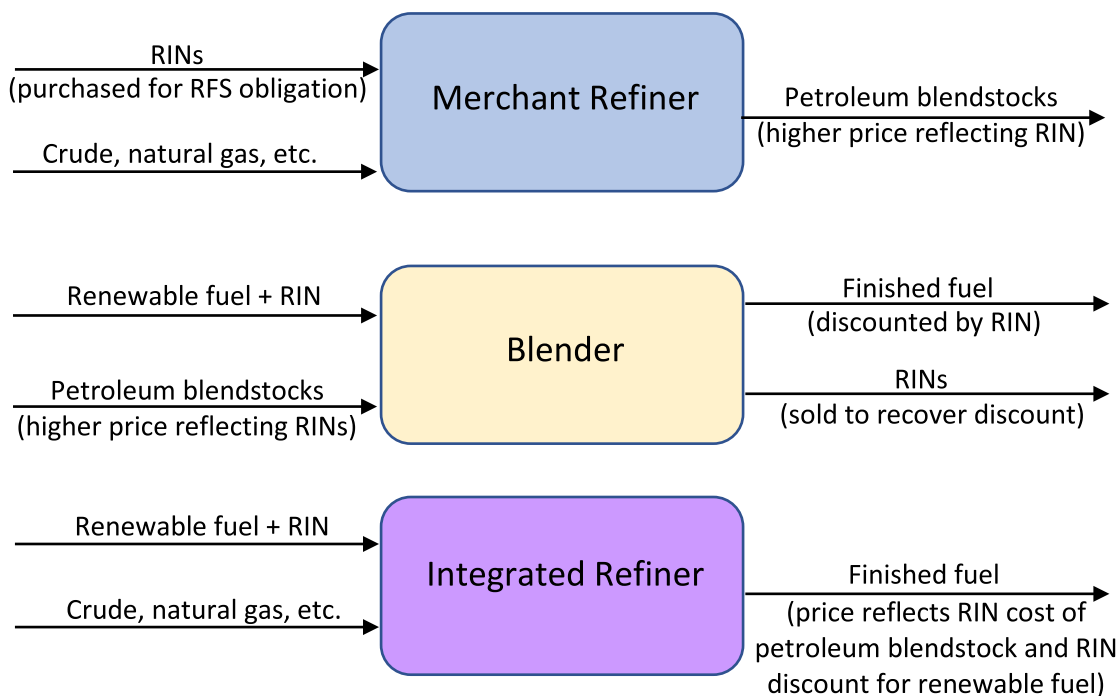 RINs
(purchased for RFS obligation)
Crude, natural gas, etc.
Merchant Refiner
Petroleum blendstocks
(higher price reflecting RIN)
Renewable fuel + RIN
Petroleum blendstocks
(higher price reflecting RINs)
Blender
Finished fuel
(discounted by RIN)
RINs
(sold to recover discount)
Renewable fuel + RIN
Crude, natural gas, etc.
Integrated Refiner
Finished fuel
(price reflects RIN cost of
petroleum blendstock and RIN
discount for renewable fuel)